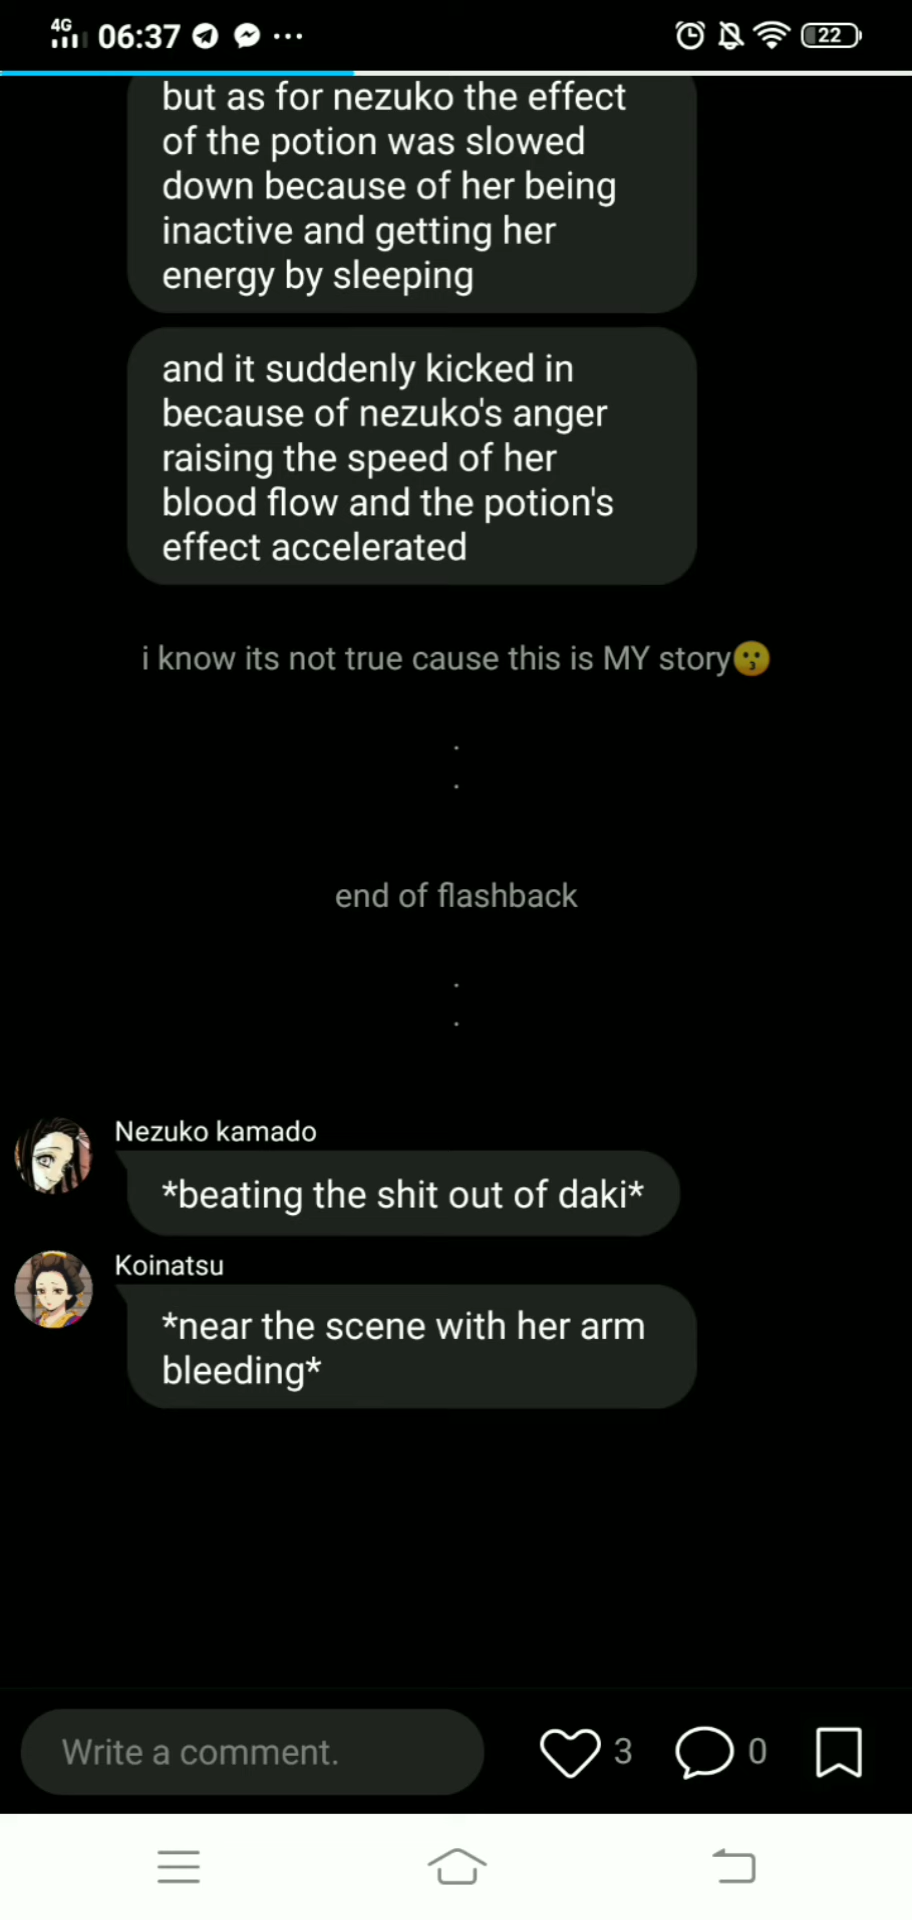 4G 06:37 ... 22
but as for nezuko the effect
of the potion was slowed
down because of her being
inactive and getting her
energy by sleeping
and it suddenly kicked in
because of nezuko's anger
raising the speed of her
blood flow and the potion's
effect accelerated
i know its not true cause this is MY story😗
.
.
end of flashback
.
.
Nezuko kamado
*beating the shit out of daki*
Koinatsu
*near the scene with her arm
bleeding*
Write a comment. 3 0